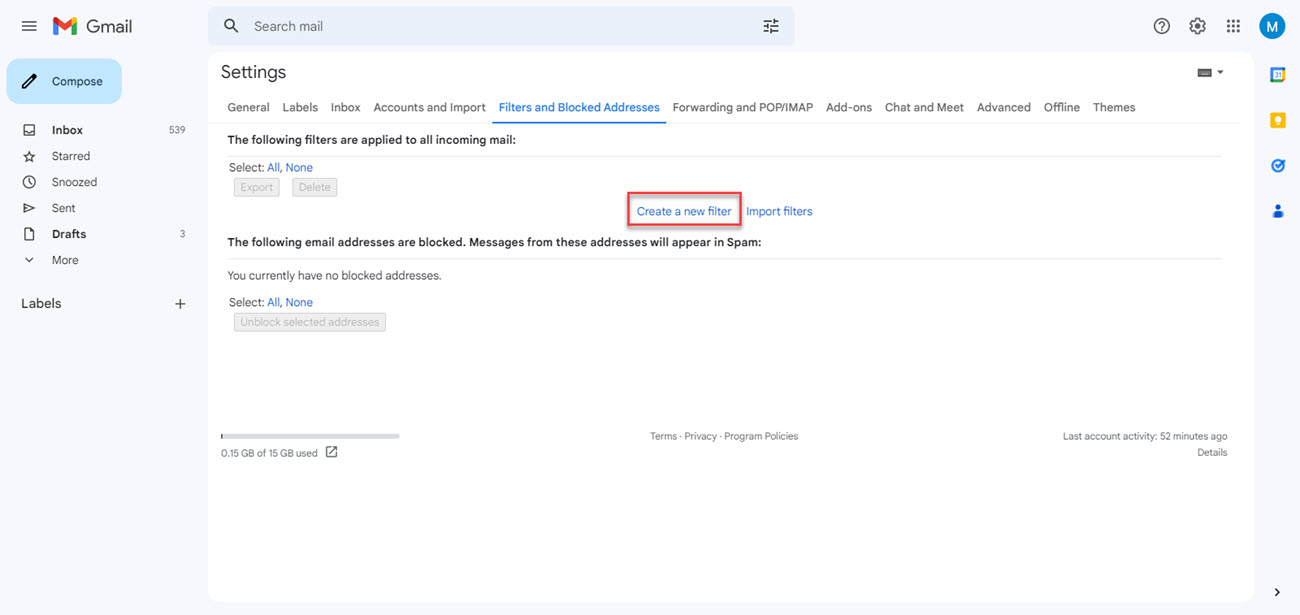 Gmail
Search mail
M
Compose
Inbox 539
Starred
Snoozed
Sent
Drafts 3
More
Labels
Settings
General Labels Inbox Accounts and Import Filters and Blocked Addresses Forwarding and POP/IMAP Add-ons Chat and Meet Advanced Offline Themes
The following filters are applied to all incoming mail:
Select: All, None
Export Delete
Create a new filter Import filters
The following email addresses are blocked. Messages from these addresses will appear in Spam:
You currently have no blocked addresses.
Select: All, None
Unblock selected addresses
0.15 GB of 15 GB used
Terms · Privacy · Program Policies
Last account activity: 52 minutes ago
Details
31